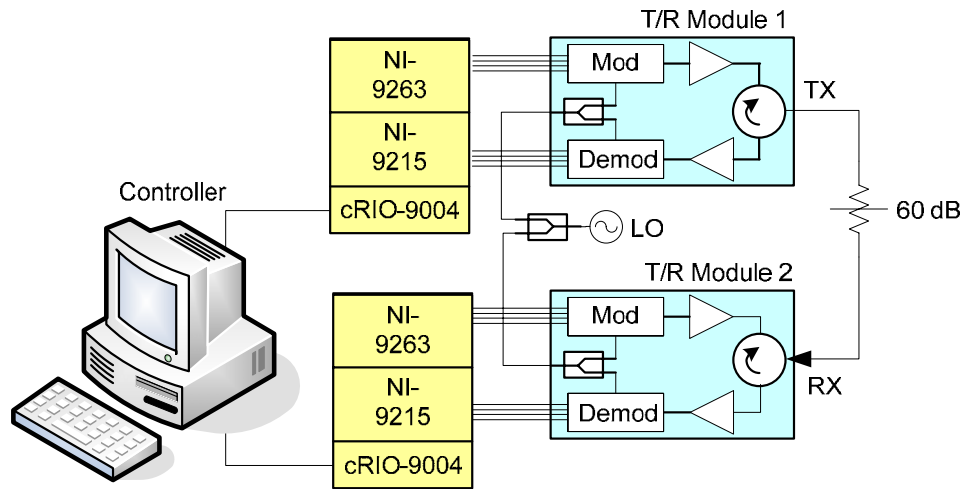 T/R Module 1
NI-
9263
Mod
TX
NI-
9215
Demod
Controller
cRIO-9004
LO
60 dB
T/R Module 2
NI-
9263
Mod
NI-
9215
RX
Demod
cRIO-9004